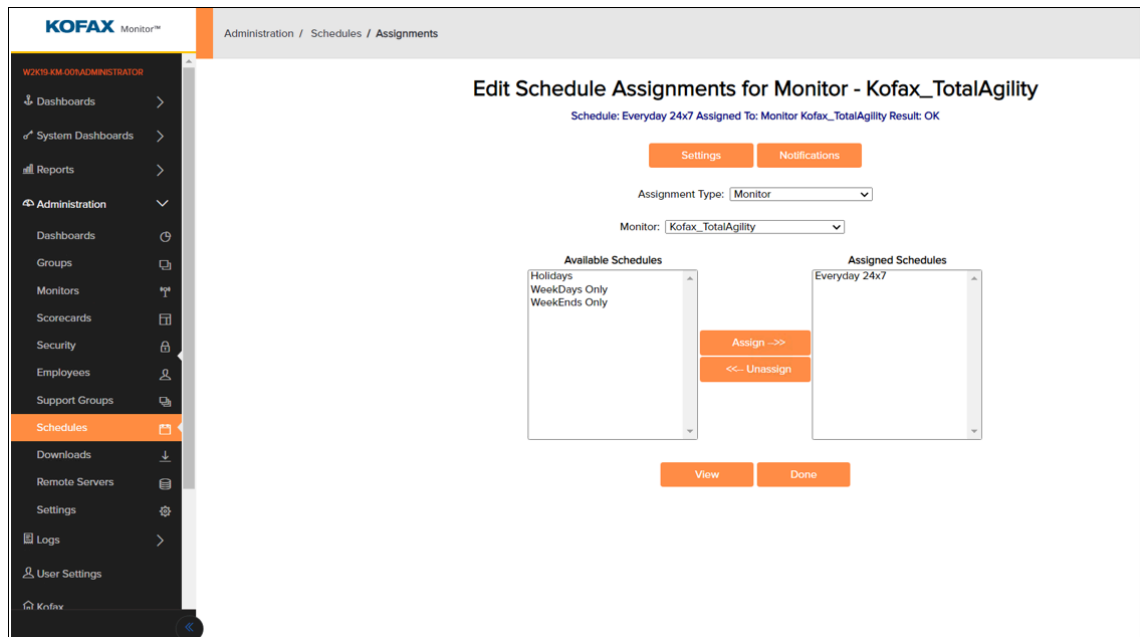 KOFAX Monitor™
Administration / Schedules / Assignments
W2K19-KM-001\ADMINISTRATOR
Dashboards
System Dashboards
Reports
Administration
Dashboards
Groups
Monitors
Scorecards
Security
Employees
Support Groups
Schedules
Downloads
Remote Servers
Settings
Logs
User Settings
Kofax
Edit Schedule Assignments for Monitor - Kofax_TotalAgility
Schedule: Everyday 24x7 Assigned To: Monitor Kofax_TotalAgility Result: OK
Settings Notifications
Assignment Type: Monitor
Monitor: Kofax_TotalAgility
Available Schedules
Holidays
WeekDays Only
WeekEnds Only
Assign -->>
<<-- Unassign
Assigned Schedules
Everyday 24x7
View Done